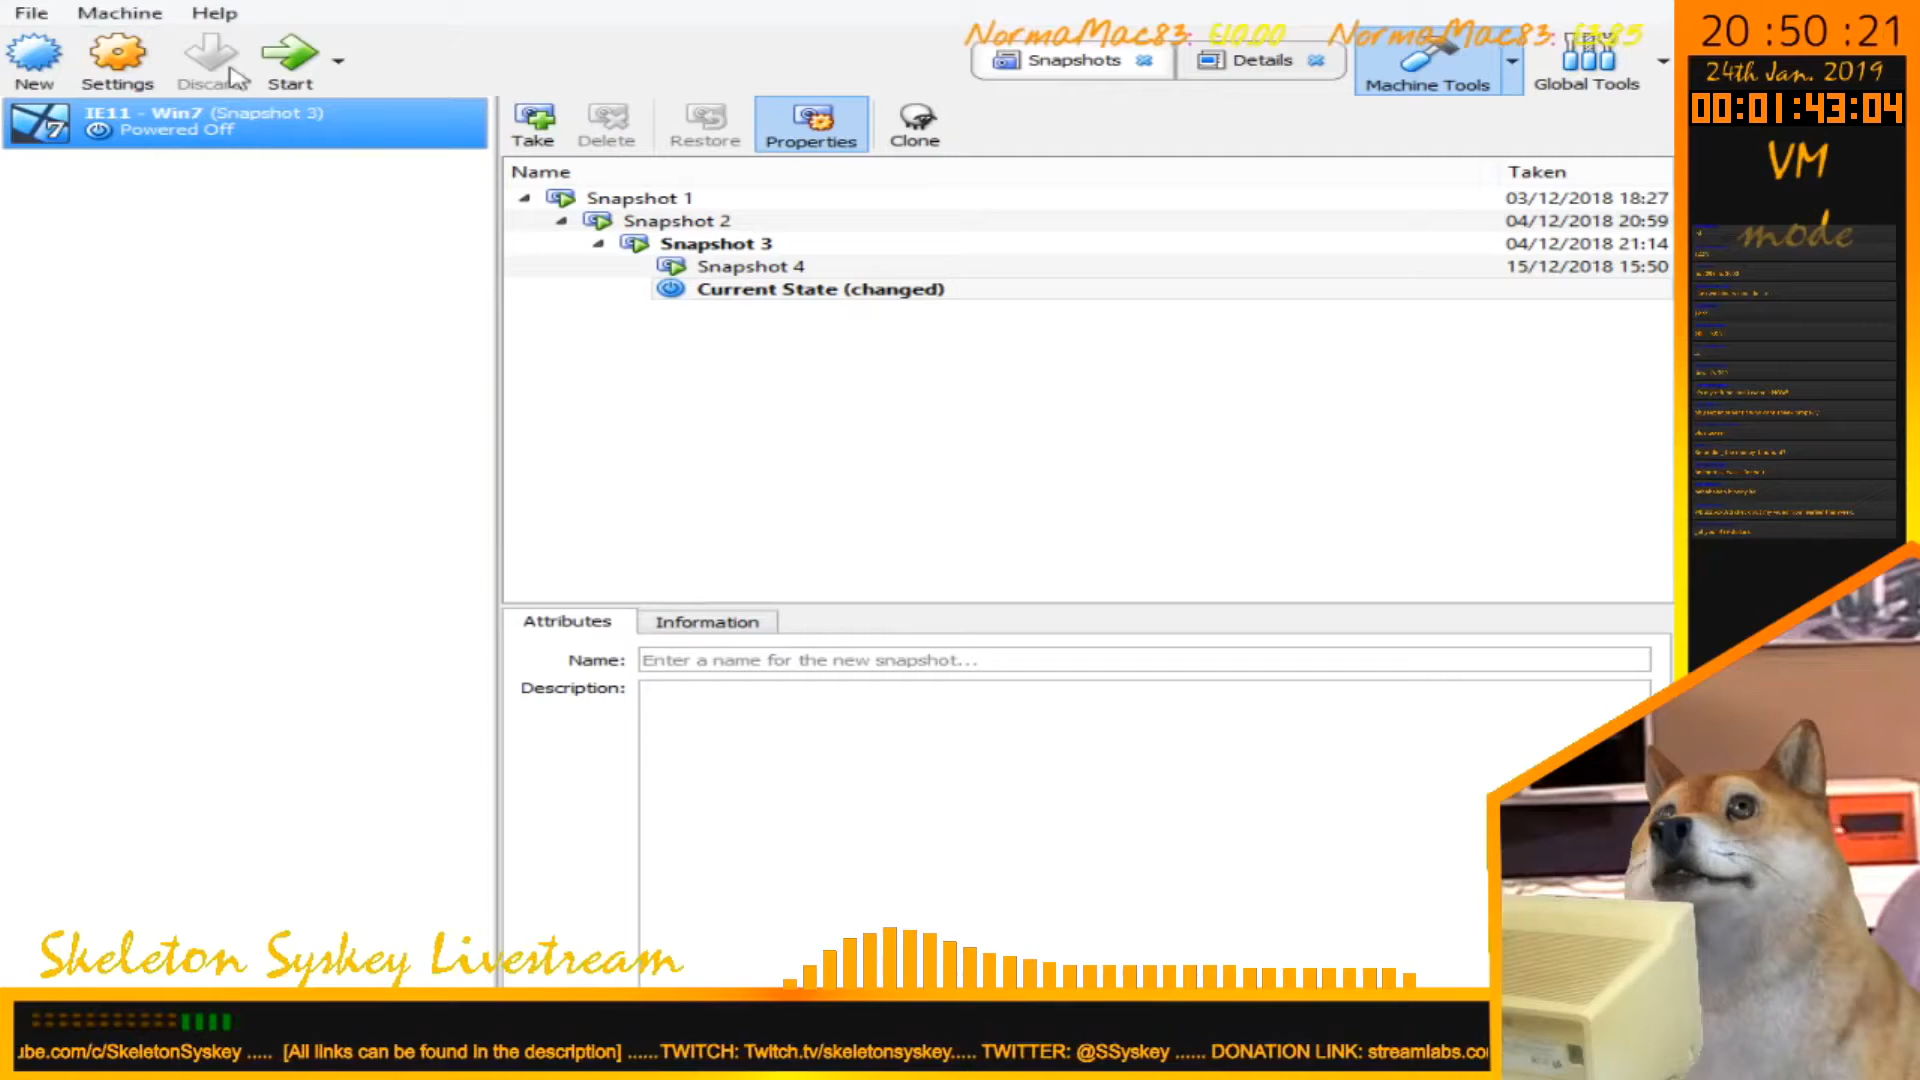 File Machine Help
NormaMac83: £10.00 NormaMac83:
20 :50 :21
New Settings Start
Snapshots Details
Machine Tools Global Tools
24th Jan. 2019
00:01:43:04
IE11 - Win7 (Snapshot 3)
Powered Off
Take Delete Restore Properties Clone
VM
mode
Name Taken
Snapshot 1 03/12/2018 18:27
Snapshot 2 04/12/2018 20:59
Snapshot 3 04/12/2018 21:14
Snapshot 4 15/12/2018 15:50
Current State (changed)
Attributes Information
Name: Enter a name for the new snapshot...
Description:
Skeleton Syskey Livestream
ube.com/c/SkeletonSyskey ..... [All links can be found in the description] ......TWITCH: Twitch.tv/skeletonsyskey..... TWITTER: @SSyskey ...... DONATION LINK: streamlabs.co